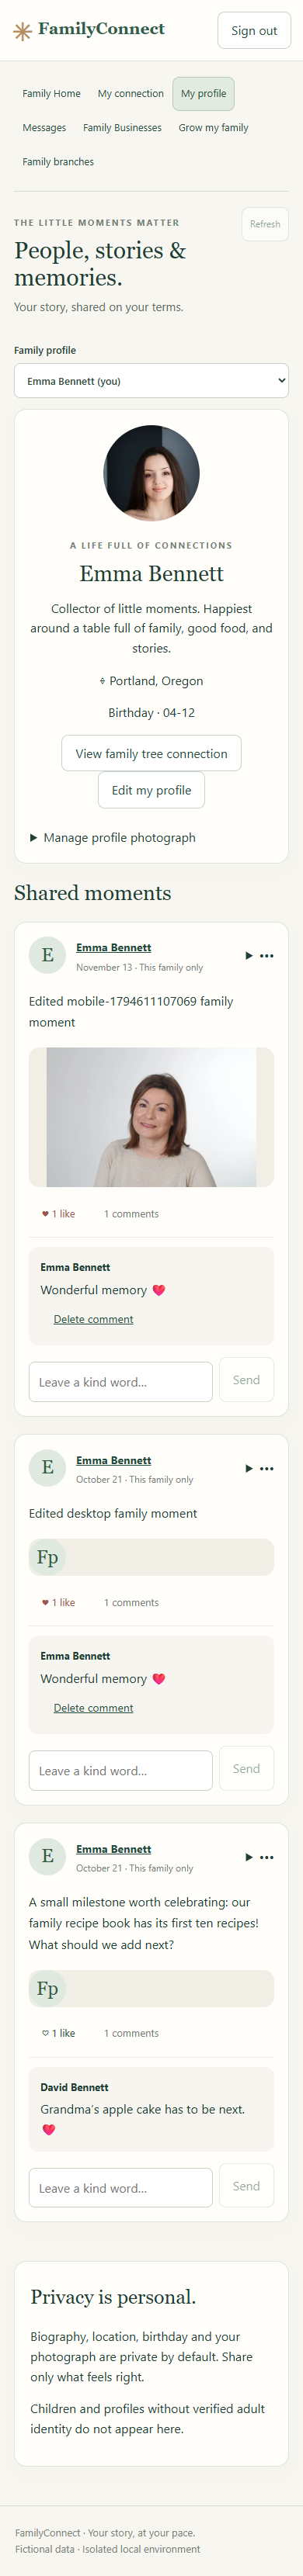 FamilyConnect
Sign out
Family Home
My connection
My profile
Messages
Family Businesses
Grow my family
Family branches
THE LITTLE MOMENTS MATTER
Refresh
People, stories &
memories.
Your story, shared on your terms.
Family profile
Emma Bennett (you)
A LIFE FULL OF CONNECTIONS
Emma Bennett
Collector of little moments. Happiest
around a table full of family, good food, and
stories.
Portland, Oregon
Birthday · 04-12
View family tree connection
Edit my profile
▶ Manage profile photograph
Shared moments
E
Emma Bennett
November 13 · This family only
▶ •••
Edited mobile-1794611107069 family
moment
♥ 1 like
1 comments
Emma Bennett
Wonderful memory 💗
Delete comment
Leave a kind word...
Send
E
Emma Bennett
October 21 · This family only
▶ •••
Edited desktop family moment
Fp
♥ 1 like
1 comments
Emma Bennett
Wonderful memory 💗
Delete comment
Leave a kind word...
Send
E
Emma Bennett
October 21 · This family only
▶ •••
A small milestone worth celebrating: our
family recipe book has its first ten recipes!
What should we add next?
Fp
♡ 1 like
1 comments
David Bennett
Grandma's apple cake has to be next.
💗
Leave a kind word...
Send
Privacy is personal.
Biography, location, birthday and your
photograph are private by default. Share
only what feels right.
Children and profiles without verified adult
identity do not appear here.
FamilyConnect · Your story, at your pace.
Fictional data · Isolated local environment